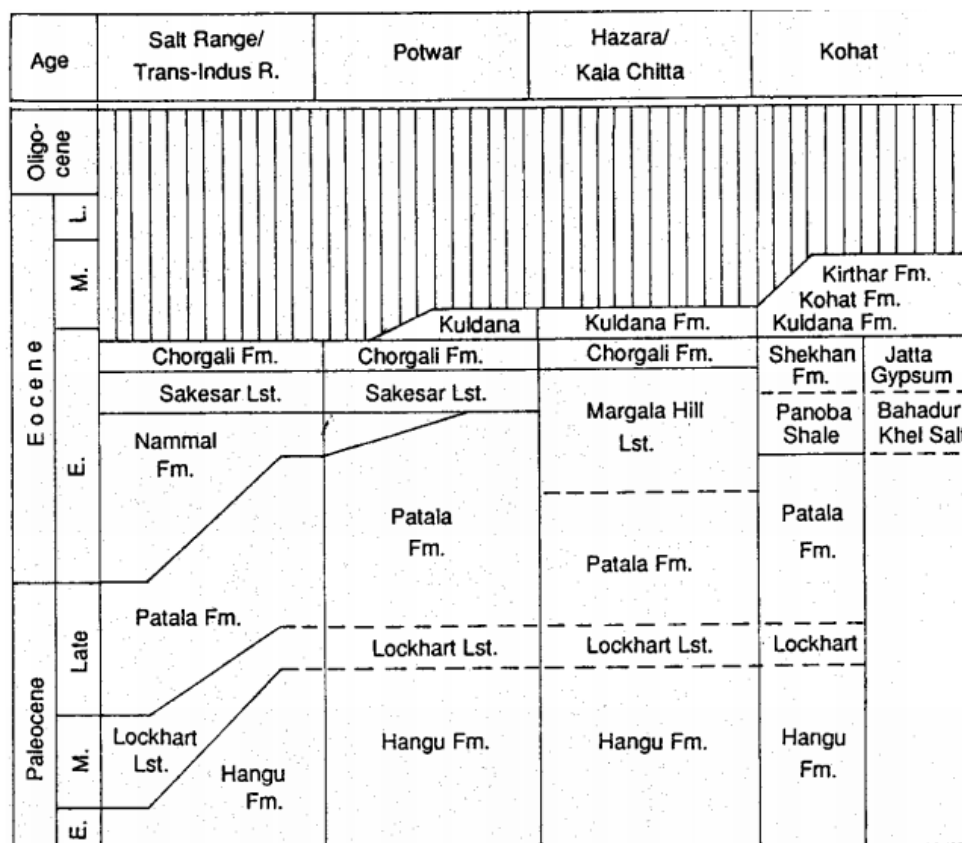 Age
Salt Range/
Trans-Indus R.
Potwar
Hazara/
Kala Chitta
Kohat
Oligo-
cene
Eocene
L.
M.
E.
Paleocene
Late
M.
E.
Kirthar Fm.
Kohat Fm.
Kuldana
Kuldana Fm.
Kuldana Fm.
Chorgali Fm.
Chorgali Fm.
Chorgali Fm.
Shekhan
Fm.
Jatta
Gypsum
Sakesar Lst.
Sakesar Lst.
Margala Hill
Lst.
Panoba
Shale
Bahadur
Khel Salt
Nammal
Fm.
Patala
Fm.
Patala Fm.
Patala
Fm.
Patala Fm.
Lockhart Lst.
Lockhart Lst.
Lockhart
Lockhart
Lst.
Hangu
Fm.
Hangu Fm.
Hangu Fm.
Hangu
Fm.